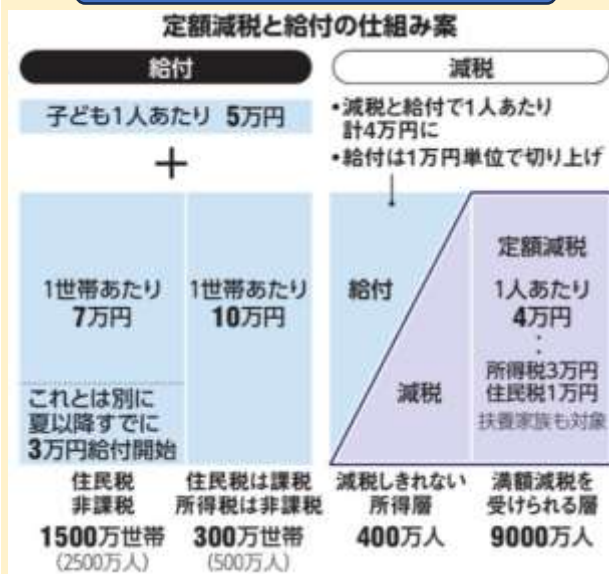 定額減税と給付の仕組み案
給付
減税
子ども1人あたり 5万円
+
•減税と給付で1人あたり
計4万円に
•給付は1万円単位で切り上げ
1世帯あたり
7万円
これとは別に
夏以降すでに
3万円給付開始
1世帯あたり
10万円
給付
減税
定額減税
1人あたり
4万円
:
所得税3万円
住民税1万円
扶養家族も対象
住民税
非課税
1500万世帯
(2500万人)
住民税は課税
所得税は非課税
300万世帯
(500万人)
減税しきれない
所得層
400万人
満額減税を
受けられる層
9000万人